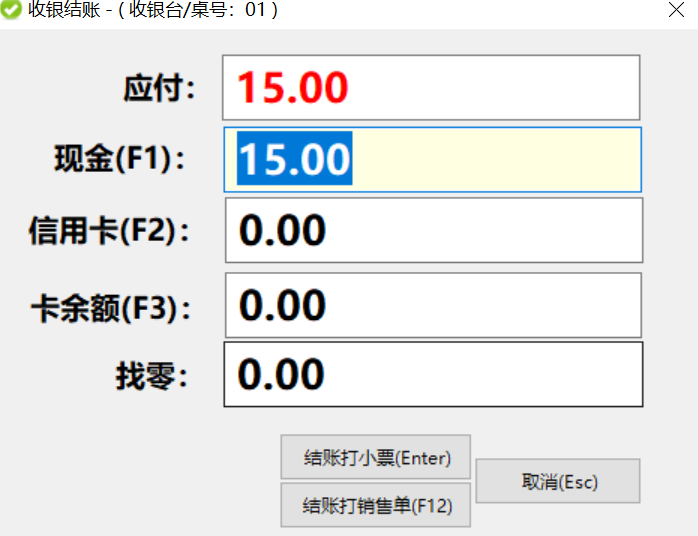 收银结账 - ( 收银台/桌号：01 )
应付： 15.00
现金(F1)： 15.00
信用卡(F2)： 0.00
卡余额(F3)： 0.00
找零： 0.00
结账打小票(Enter)
取消(Esc)
结账打销售单(F12)